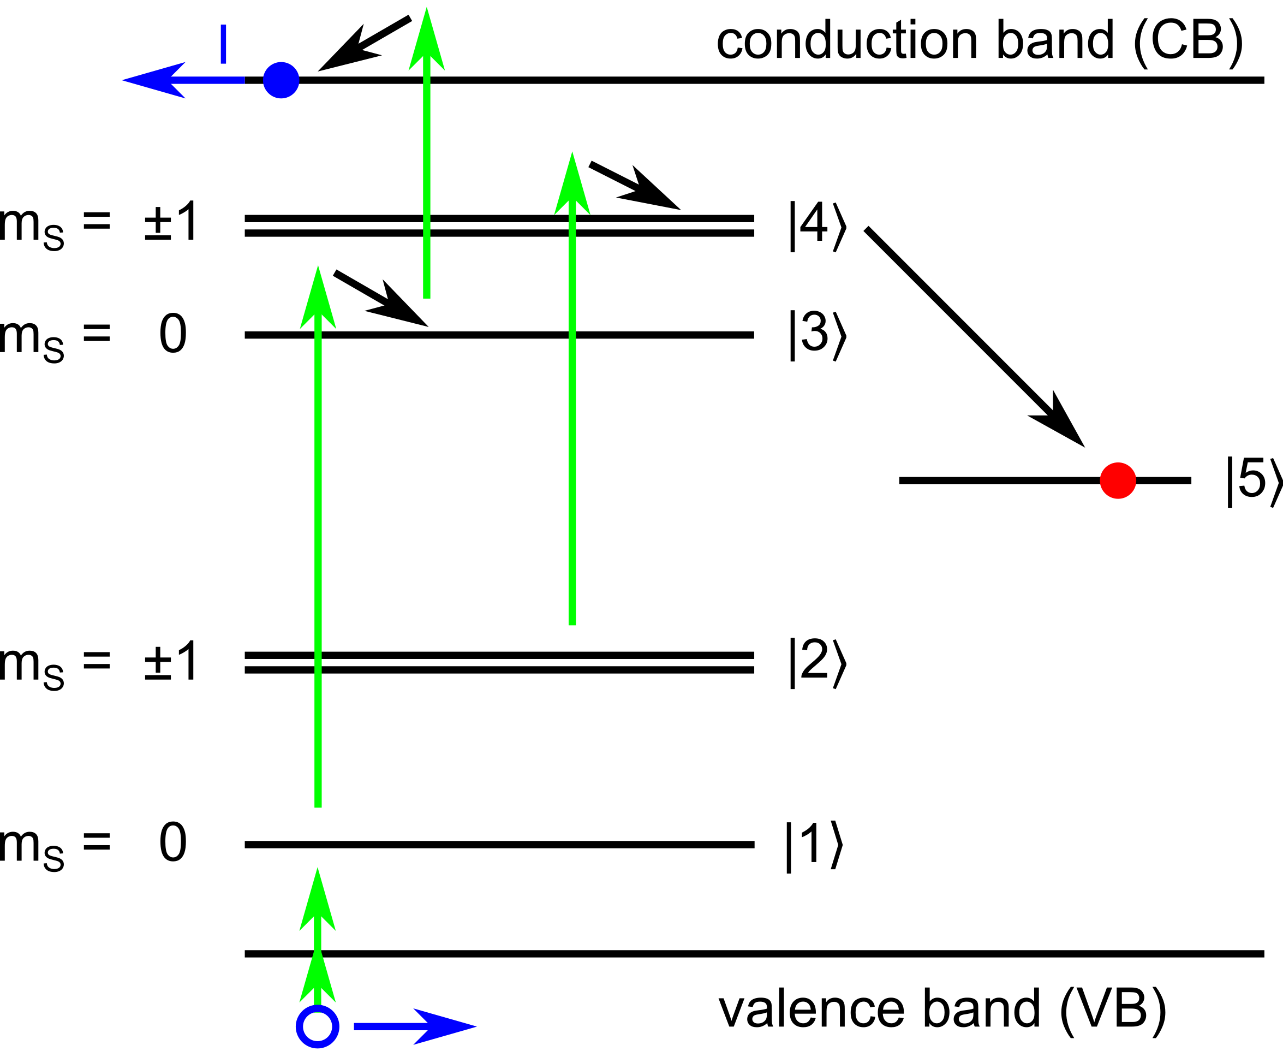 I
conduction band (CB)
mS = ±1 |4⟩
mS = 0 |3⟩
|5⟩
mS = ±1 |2⟩
mS = 0 |1⟩
valence band (VB)